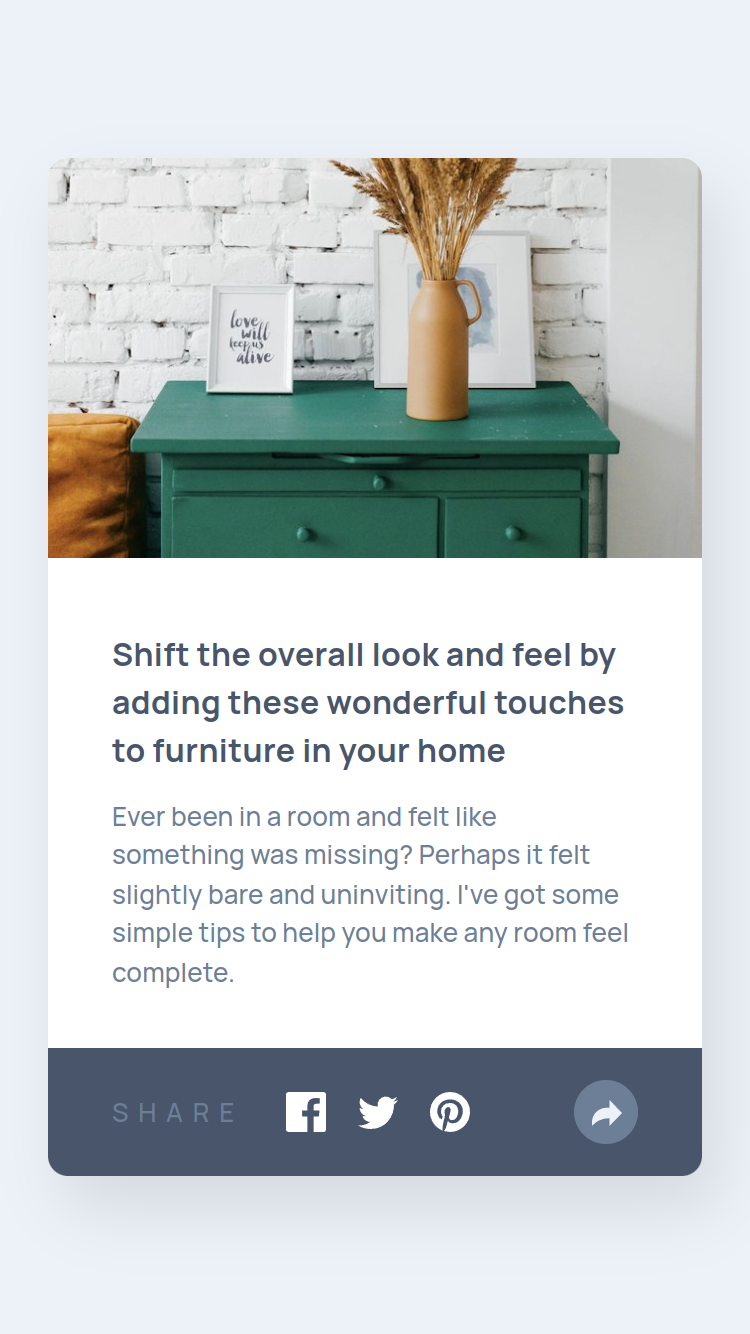 love
will
keep us
alive
Shift the overall look and feel by
adding these wonderful touches
to furniture in your home
Ever been in a room and felt like
something was missing? Perhaps it felt
slightly bare and uninviting. I've got some
simple tips to help you make any room feel
complete.
SHARE